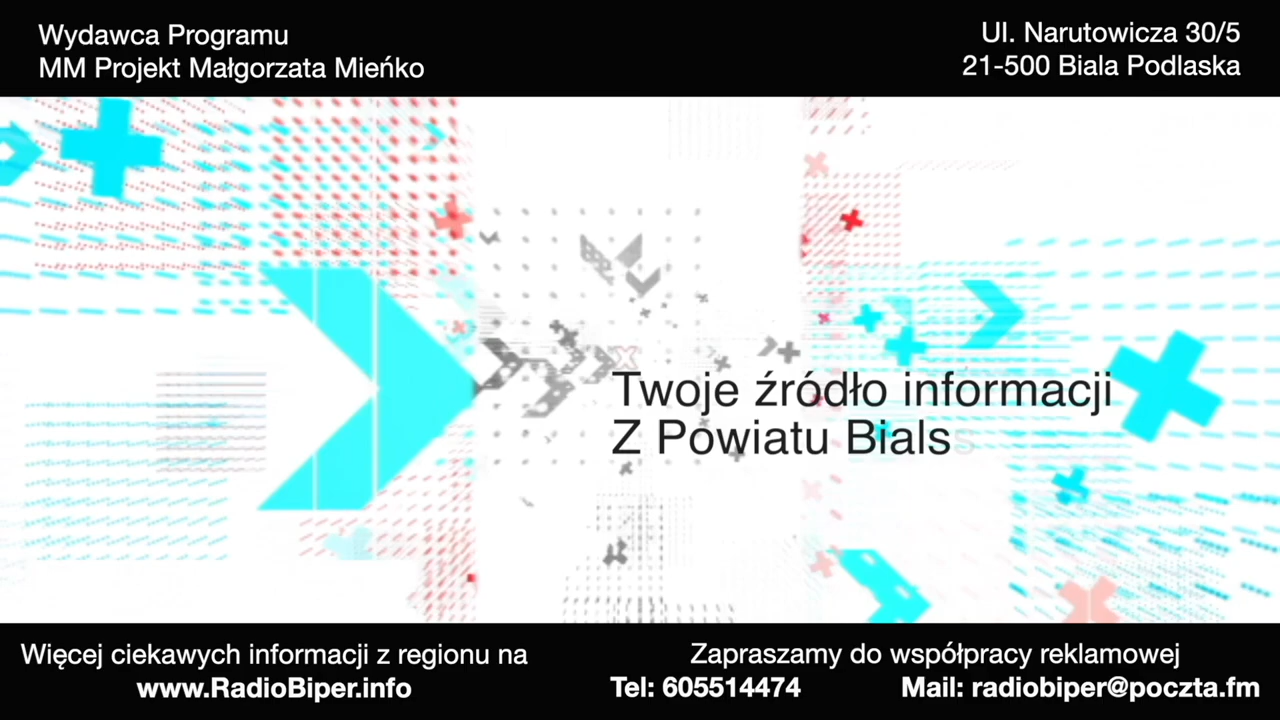 Wydawca Programu
MM Projekt Małgorzata Mieńko
Ul. Narutowicza 30/5
21-500 Biala Podlaska
Twoje źródło informacji
Z Powiatu Bials
Więcej ciekawych informacji z regionu na
www.RadioBiper.info
Zapraszamy do współpracy reklamowej
Tel: 605514474
Mail: radiobiper@poczta.fm